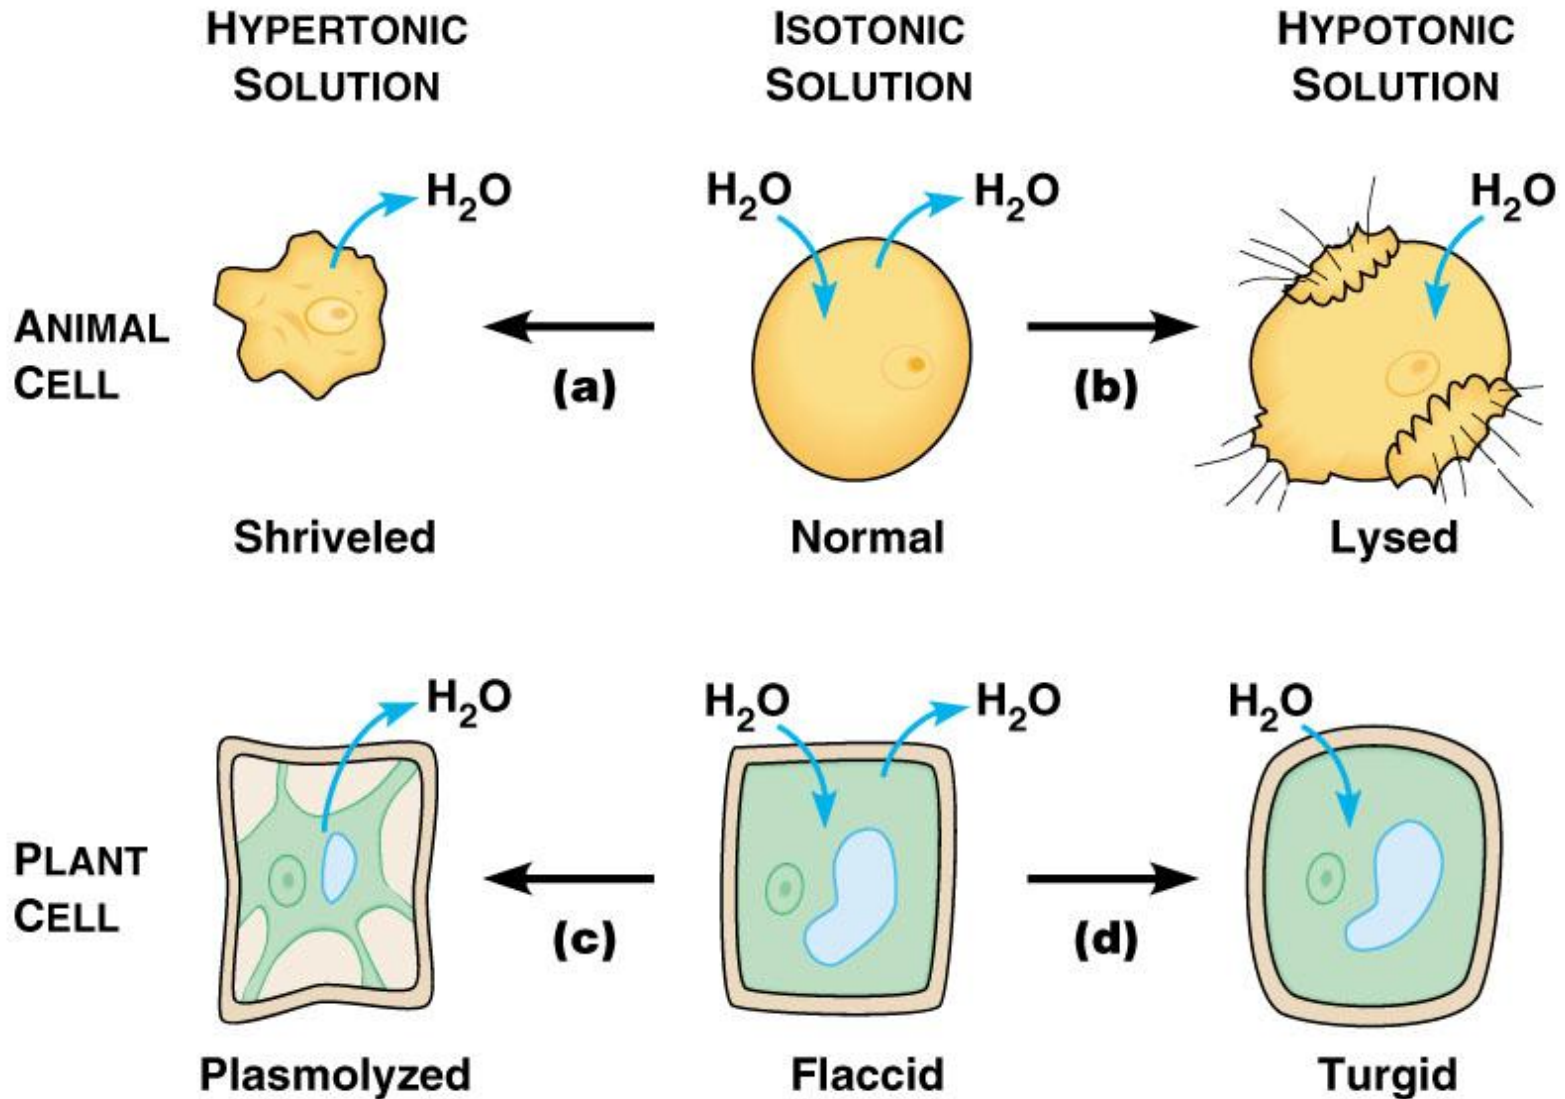 HYPERTONIC
SOLUTION
ISOTONIC
SOLUTION
HYPOTONIC
SOLUTION
H₂O
H₂O
H₂O
H₂O
ANIMAL
CELL
(a)
(b)
Shriveled
Normal
Lysed
H₂O
H₂O
H₂O
H₂O
PLANT
CELL
(c)
(d)
Plasmolyzed
Flaccid
Turgid